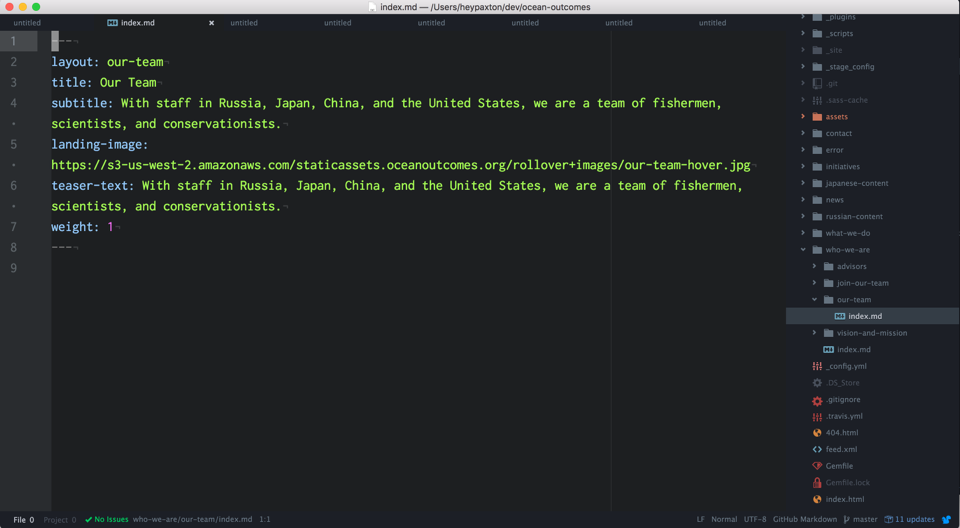 index.md — /Users/heypaxton/dev/ocean-outcomes
untitled
index.md
untitled
untitled
untitled
untitled
untitled
untitled
1 ---¬
2 layout: our-team¬
3 title: Our Team
4 subtitle: With staff in Russia, Japan, China, and the United States, we are a team of fishermen,
• scientists, and conservationists.¬
5 landing-image:
• https://s3-us-west-2.amazonaws.com/staticassets.oceanoutcomes.org/rollover+images/our-team-hover.jpg¬
6 teaser-text: With staff in Russia, Japan, China, and the United States, we are a team of fishermen,
• scientists, and conservationists.¬
7 weight: 1¬
8 ---¬
9
_plugins
_scripts
_site
_stage_config
.git
.sass-cache
assets
contact
error
initiatives
japanese-content
news
russian-content
what-we-do
who-we-are
advisors
join-our-team
our-team
index.md
vision-and-mission
index.md
_config.yml
.DS_Store
.gitignore
.travis.yml
404.html
feed.xml
Gemfile
Gemfile.lock
index.html
File 0 Project 0 No Issues who-we-are/our-team/index.md 1:1 LF Normal UTF-8 GitHub Markdown master 11 updates